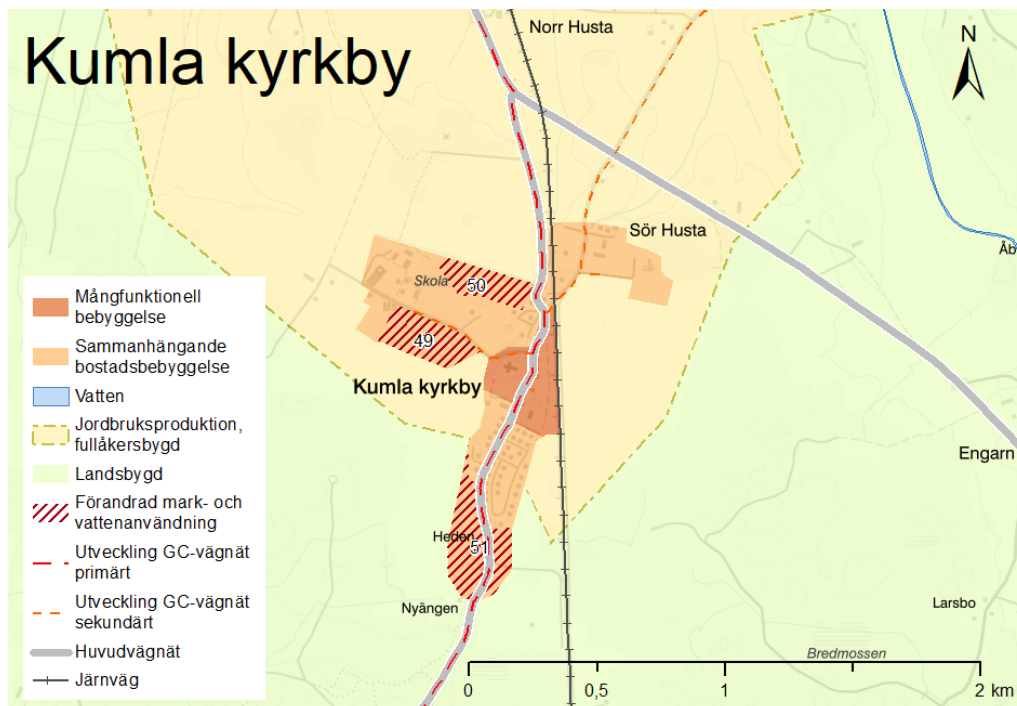 Kumla kyrkby
Norr Husta
N
Sör Husta
Åb
Skola
50
49
Kumla kyrkby
Engarn
Heden
51
Nyängen
Larsbo
Bredmossen
Mångfunktionell
bebyggelse
Sammanhängande
bostadsbebyggelse
Vatten
Jordbruksproduktion,
fullåkersbygd
Landsbygd
Förändrad mark- och
vattenanvändning
Utveckling GC-vägnät
primärt
Utveckling GC-vägnät
sekundärt
Huvudvägnät
Järnväg
0 0,5 1 2 km